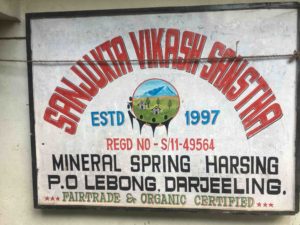 SANJUKTA VIKASH SANSTHA
ESTD 1997
REGD NO - S/11-49564
MINERAL SPRING HARSING
P.O LEBONG, DARJEELING.
*** FAIRTRADE & ORGANIC CERTIFIED ***